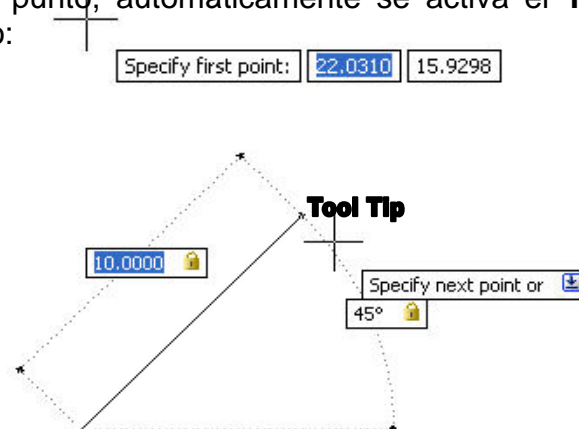 punto, automáticamente se activa el
o:
Specify first point: 22.0310 15.9298
Tool Tip
10.0000
Specify next point or
45°